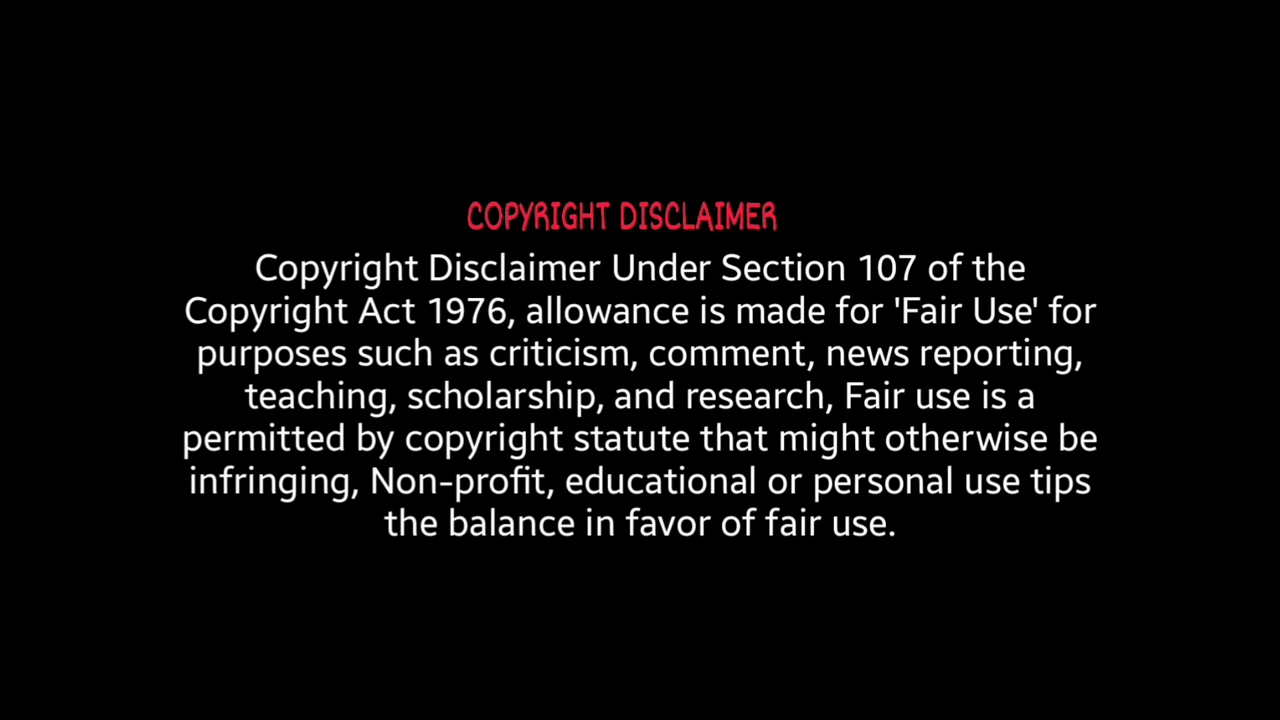 COPYRIGHT DISCLAIMER
Copyright Disclaimer Under Section 107 of the
Copyright Act 1976, allowance is made for 'Fair Use' for
purposes such as criticism, comment, news reporting,
teaching, scholarship, and research, Fair use is a
permitted by copyright statute that might otherwise be
infringing, Non-profit, educational or personal use tips
the balance in favor of fair use.